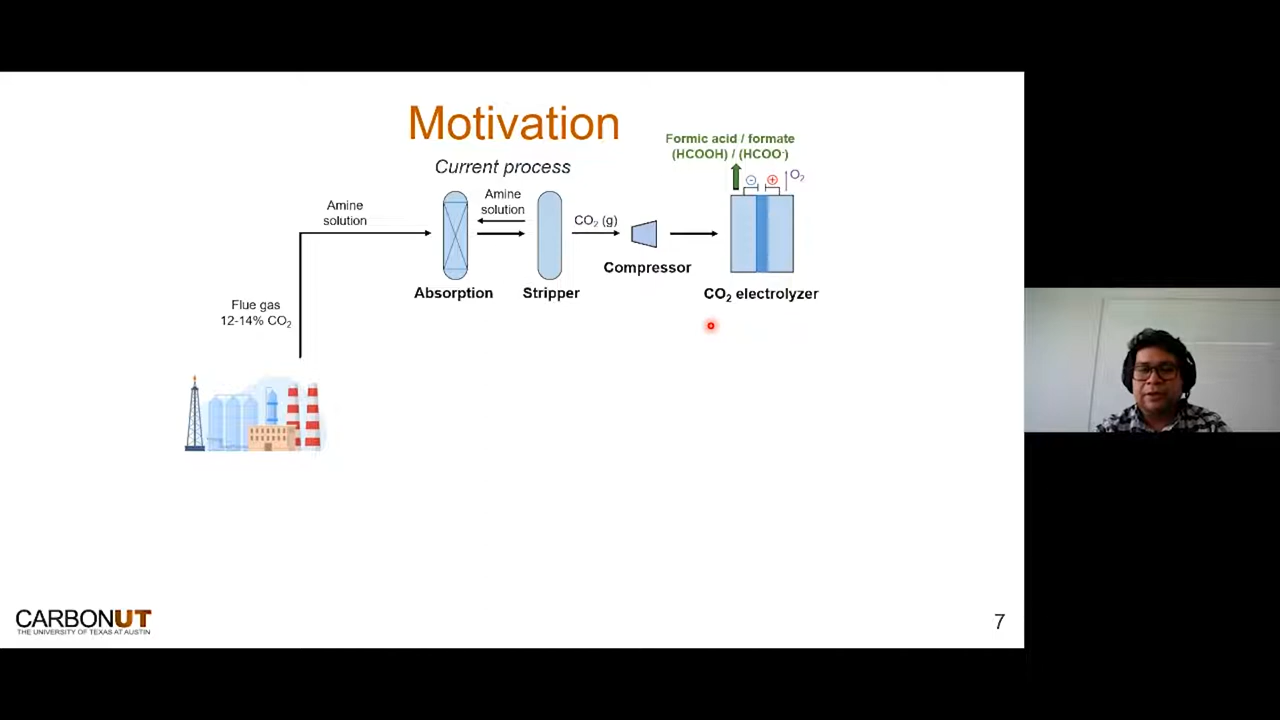 Motivation
Current process
Formic acid / formate
(HCOOH) / (HCOO⁻)
O₂
Amine
solution
Amine
solution
CO₂ (g)
Compressor
Absorption
Stripper
CO₂ electrolyzer
Flue gas
12-14% CO₂
CARBONUT
THE UNIVERSITY OF TEXAS AT AUSTIN
7